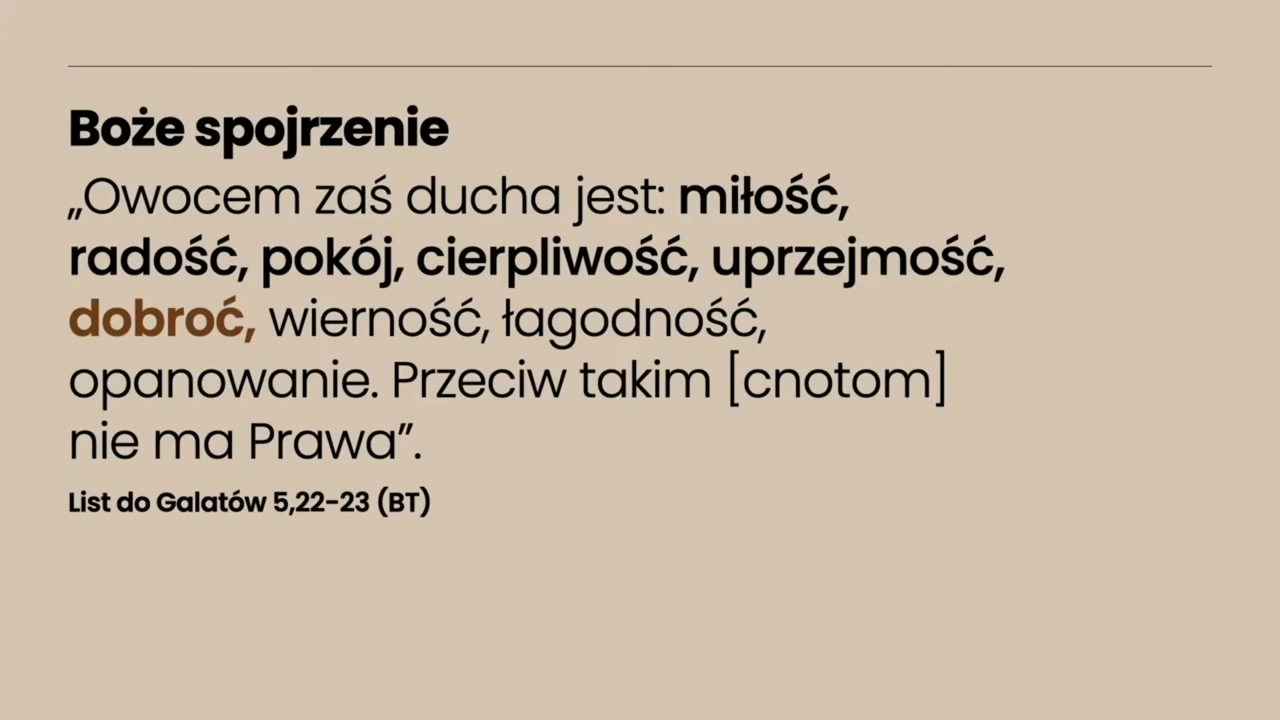 Boże spojrzenie
„Owocem zaś ducha jest: miłość,
radość, pokój, cierpliwość, uprzejmość,
dobroć, wierność, łagodność,
opanowanie. Przeciw takim [cnotom]
nie ma Prawa”.
List do Galatów 5,22-23 (BT)